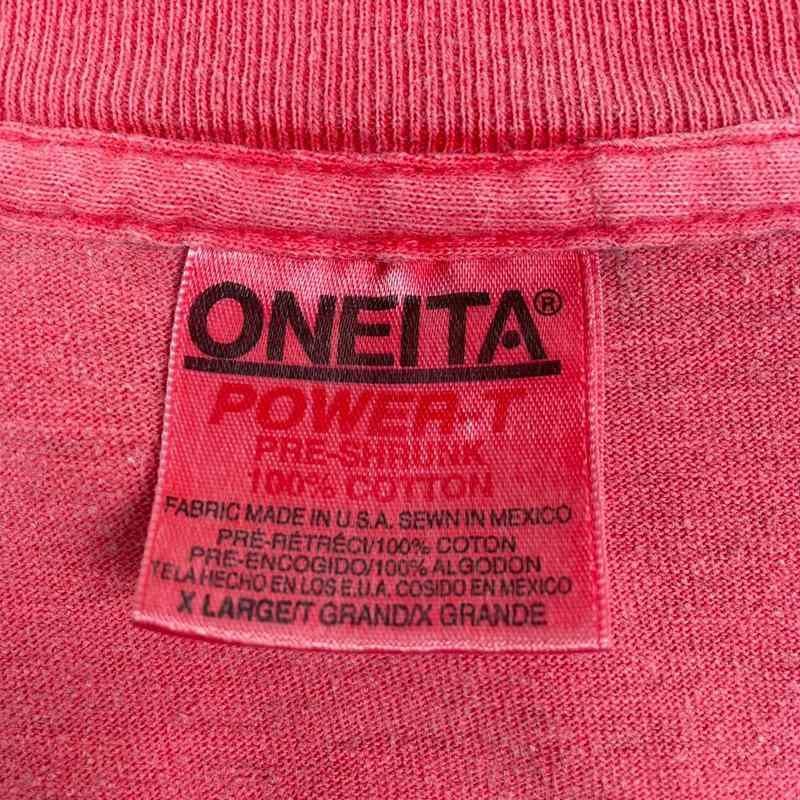 ONEITA®
POWER-T
PRE-SHRUNK
100% COTTON
FABRIC MADE IN U.S.A. SEWN IN MEXICO
PRÉ-RÉTRÉCI/100% COTON
PRE-ENCOGIDO/100% ALGODON
TELA HECHO EN LOS E.U.A. COSIDO EN MEXICO
X LARGE/T GRAND/X GRANDE